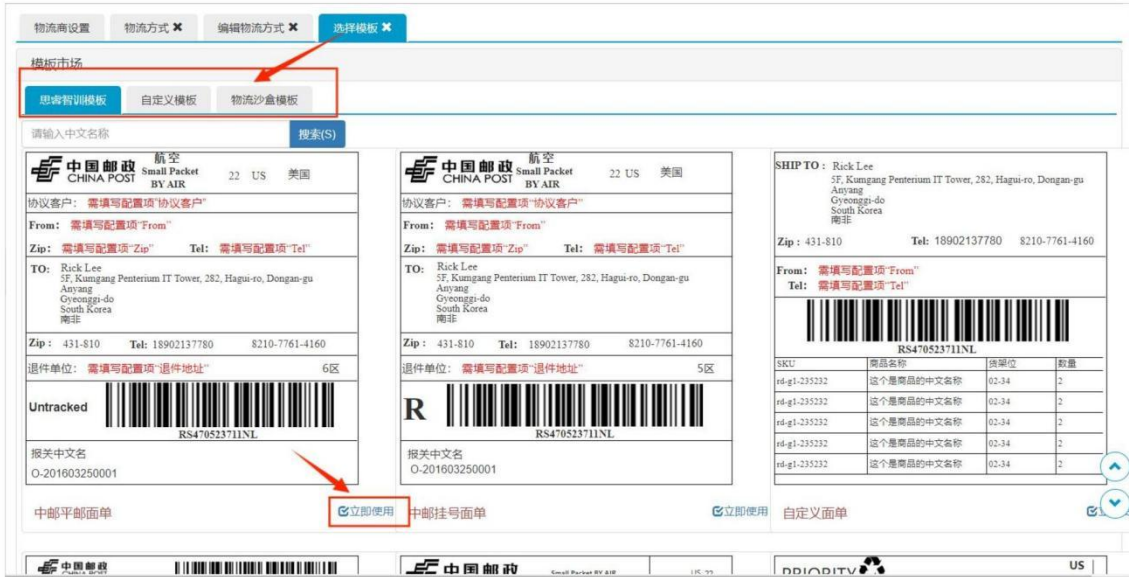 物流商设置 物流方式 ✖ 编辑物流方式 ✖ 选择模板 ✖
模板市场
思睿智训模板 自定义模板 物流沙盒模板
请输入中文名称 搜索(S)
中国邮政
CHINA POST
航空
Small Packet
BY AIR
22 US 美国
协议客户： 需填写配置项"协议客户"
From： 需填写配置项"From"
Zip： 需填写配置项"Zip" Tel： 需填写配置项"Tel"
TO: Rick Lee
5F, Kumgang Penterium IT Tower, 282, Hagui-ro, Dongan-gu
Anyang
Gyeonggi-do
South Korea
南非
Zip : 431-810 Tel: 18902137780 8210-7761-4160
退件单位： 需填写配置项"退件地址" 6区
Untracked
RS470523711NL
报关中文名
O-201603250001
中邮平邮面单 立即使用
中国邮政
CHINA POST
航空
Small Packet
BY AIR
22 US 美国
协议客户： 需填写配置项"协议客户"
From： 需填写配置项"From"
Zip： 需填写配置项"Zip" Tel： 需填写配置项"Tel"
TO: Rick Lee
5F, Kumgang Penterium IT Tower, 282, Hagui-ro, Dongan-gu
Anyang
Gyeonggi-do
South Korea
南非
Zip : 431-810 Tel: 18902137780 8210-7761-4160
退件单位： 需填写配置项"退件地址" 5区
R
RS470523711NL
报关中文名
O-201603250001
中邮挂号面单 立即使用
SHIP TO : Rick Lee
5F, Kumgang Penterium IT Tower, 282, Hagui-ro, Dongan-gu
Anyang
Gyeonggi-do
South Korea
南非
Zip : 431-810 Tel: 18902137780 8210-7761-4160
From： 需填写配置项"From"
Tel： 需填写配置项"Tel"
RS470523711NL
SKU 商品名称 货架位 数量
rd-g1-235232 这个是商品的中文名称 02-34 2
rd-g1-235232 这个是商品的中文名称 02-34 2
rd-g1-235232 这个是商品的中文名称 02-34 2
rd-g1-235232 这个是商品的中文名称 02-34 2
rd-g1-235232 这个是商品的中文名称 02-34 2
自定义面单
中国邮政
CHINA POST
中国邮政 Small Packet BY AIR US 22
PRIORITY US